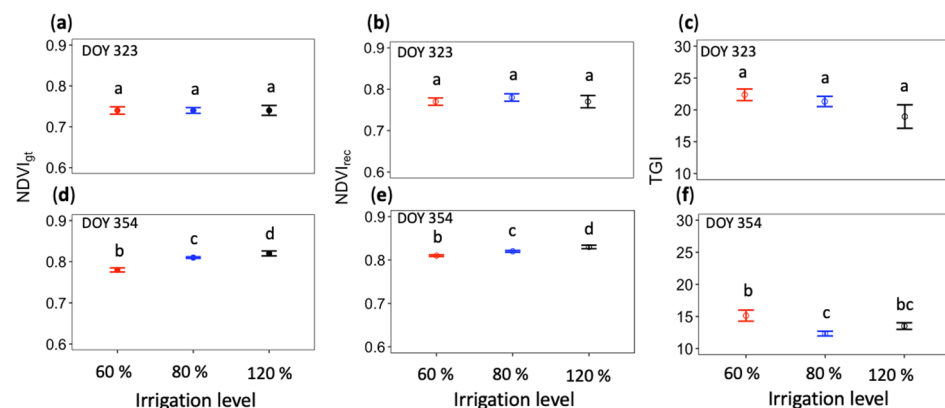 (a)
DOY 323
a a a
NDVIgt
0.9
0.8
0.7
0.6
(b)
DOY 323
a a a
NDVIrec
0.9
0.8
0.7
0.6
(c)
DOY 323
a a a
TGI
30
25
20
15
10
(d)
DOY 354
b c d
0.9
0.8
0.7
0.6
60 % 80 % 120 %
Irrigation level
(e)
DOY 354
b c d
0.9
0.8
0.7
0.6
60 % 80 % 120 %
Irrigation level
(f)
DOY 354
b c bc
30
25
20
15
10
60 % 80 % 120 %
Irrigation level